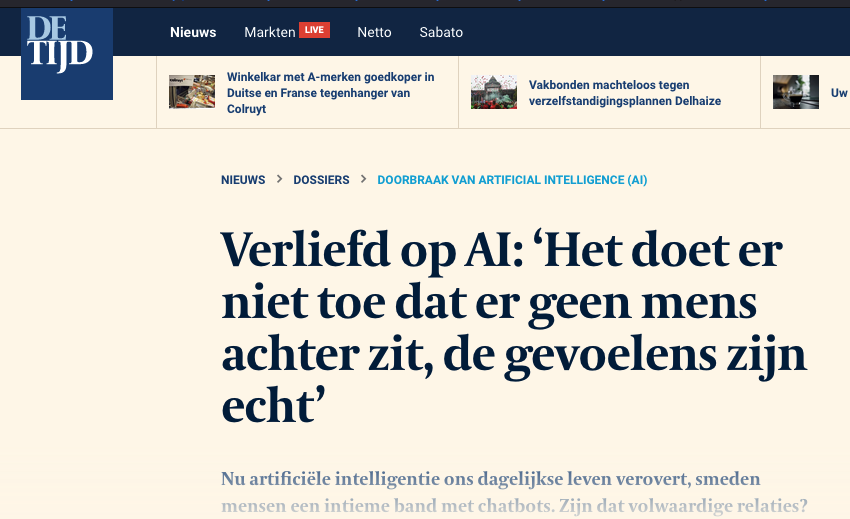 DE
TIJD
Nieuws Markten LIVE Netto Sabato
Winkelkar met A-merken goedkoper in
Duitse en Franse tegenhanger van
Colruyt
Vakbonden machteloos tegen
verzelfstandigingsplannen Delhaize
Uw
NIEUWS > DOSSIERS > DOORBRAAK VAN ARTIFICIAL INTELLIGENCE (AI)
Verliefd op AI: ‘Het doet er
niet toe dat er geen mens
achter zit, de gevoelens zijn
echt’
Nu artificiële intelligentie ons dagelijkse leven verovert, smeden
mensen een intieme band met chatbots. Zijn dat volwaardige relaties?